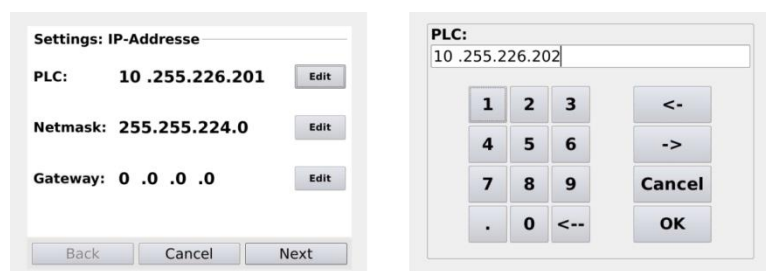 Settings: IP-Addresse
PLC: 10 .255.226.201 Edit
Netmask: 255.255.224.0 Edit
Gateway: 0 .0 .0 .0 Edit
Back Cancel Next
PLC:
10 .255.226.202
1 2 3 <-
4 5 6 ->
7 8 9 Cancel
. 0 <-- OK